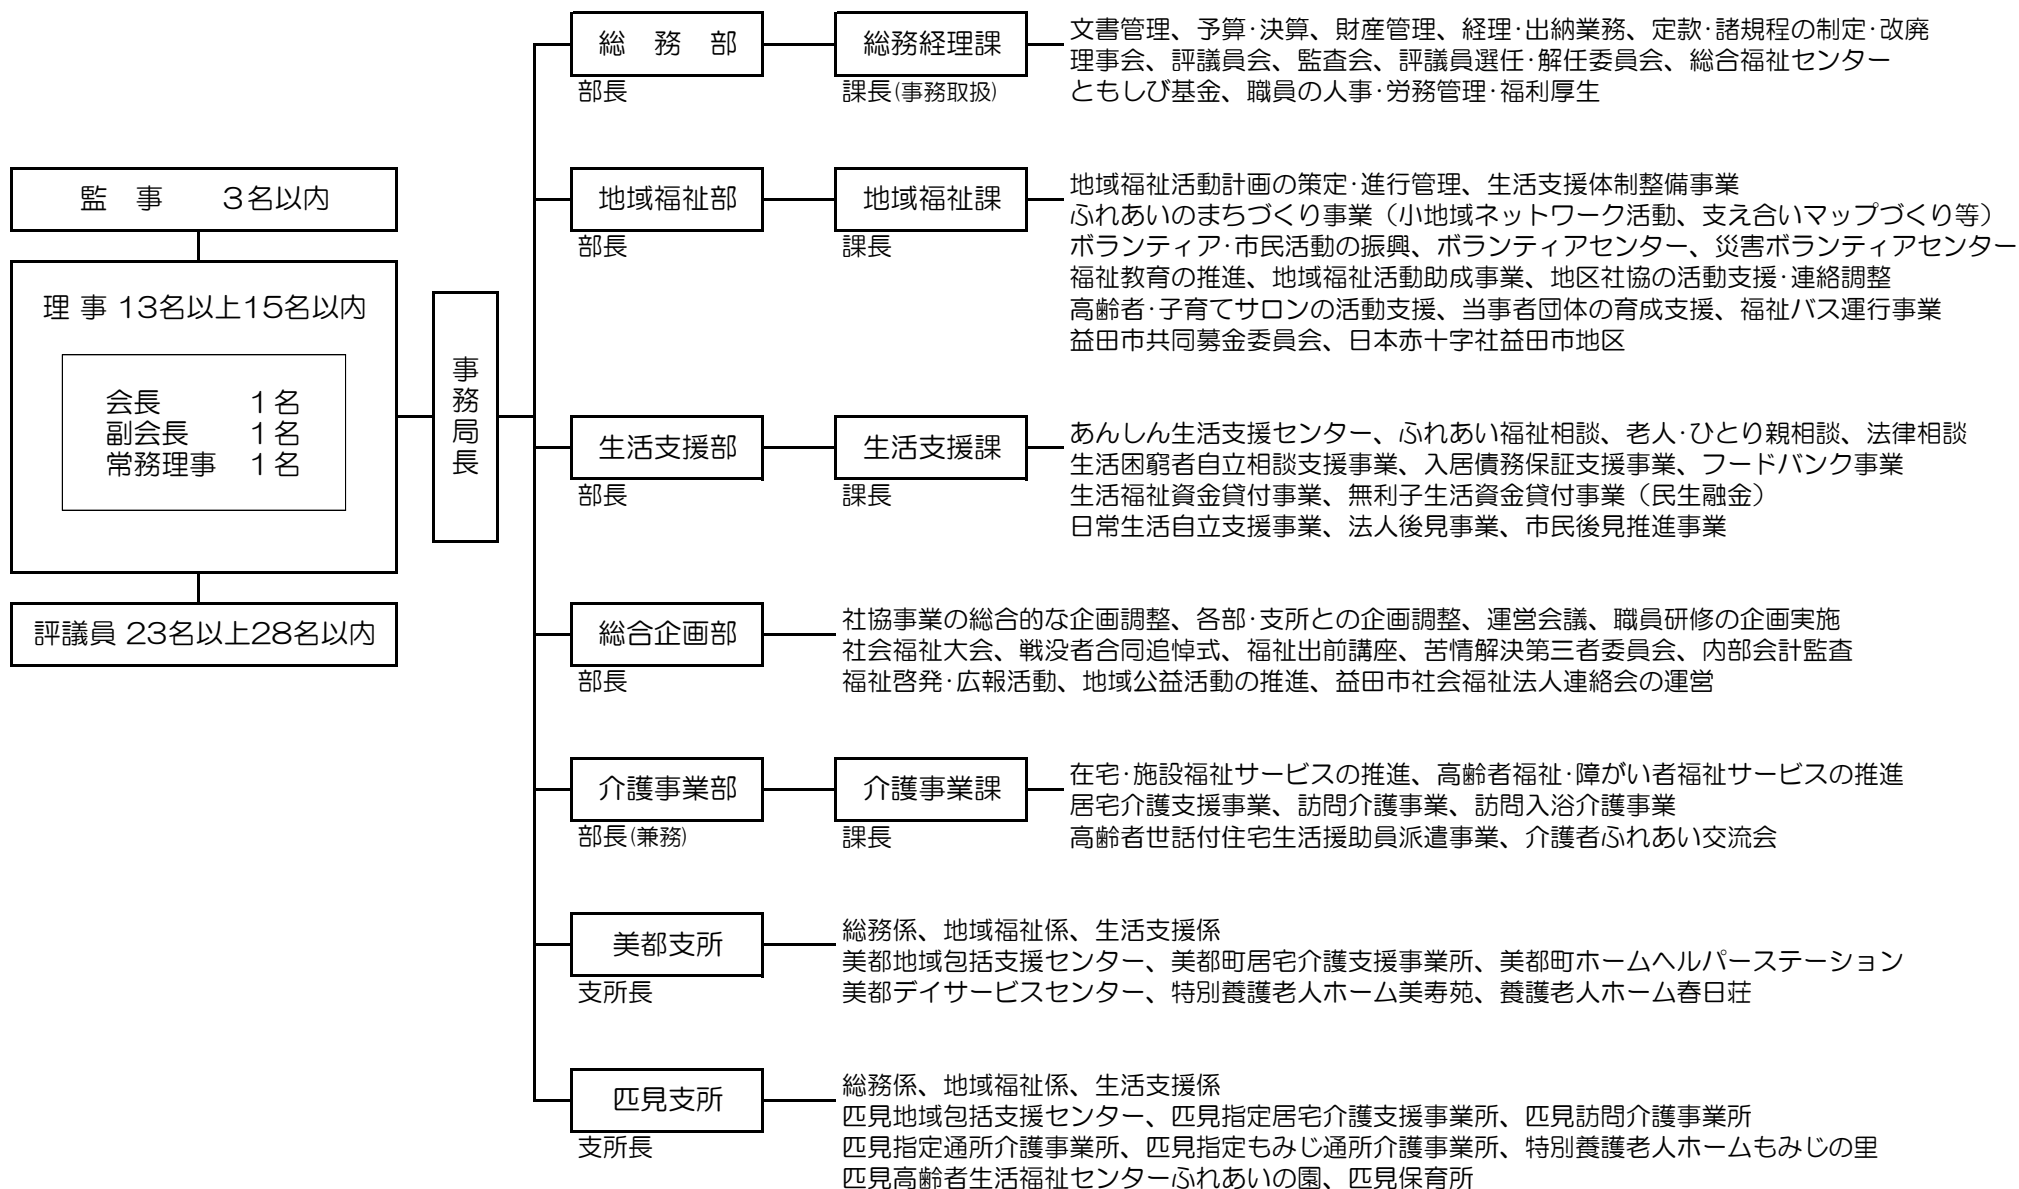 監　事　　3名以内
理 事 13名以上15名以内
会長　　　1名
副会長　　1名
常務理事　1名
評議員 23名以上28名以内
事務局長
総　務　部
部長
総務経理課
課長(事務取扱)
文書管理、予算･決算、財産管理、経理･出納業務、定款･諸規程の制定･改廃
理事会、評議員会、監査会、評議員選任･解任委員会、総合福祉センター
ともしび基金、職員の人事･労務管理･福利厚生
地域福祉部
部長
地域福祉課
課長
地域福祉活動計画の策定･進行管理、生活支援体制整備事業
ふれあいのまちづくり事業（小地域ネットワーク活動、支え合いマップづくり等）
ボランティア･市民活動の振興、ボランティアセンター、災害ボランティアセンター
福祉教育の推進、地域福祉活動助成事業、地区社協の活動支援･連絡調整
高齢者･子育てサロンの活動支援、当事者団体の育成支援、福祉バス運行事業
益田市共同募金委員会、日本赤十字社益田市地区
生活支援部
部長
生活支援課
課長
あんしん生活支援センター、ふれあい福祉相談、老人･ひとり親相談、法律相談
生活困窮者自立相談支援事業、入居債務保証支援事業、フードバンク事業
生活福祉資金貸付事業、無利子生活資金貸付事業（民生融金）
日常生活自立支援事業、法人後見事業、市民後見推進事業
総合企画部
部長
社協事業の総合的な企画調整、各部･支所との企画調整、運営会議、職員研修の企画実施
社会福祉大会、戦没者合同追悼式、福祉出前講座、苦情解決第三者委員会、内部会計監査
福祉啓発･広報活動、地域公益活動の推進、益田市社会福祉法人連絡会の運営
介護事業部
部長(兼務)
介護事業課
課長
在宅･施設福祉サービスの推進、高齢者福祉･障がい者福祉サービスの推進
居宅介護支援事業、訪問介護事業、訪問入浴介護事業
高齢者世話付住宅生活援助員派遣事業、介護者ふれあい交流会
美都支所
支所長
総務係、地域福祉係、生活支援係
美都地域包括支援センター、美都町居宅介護支援事業所、美都町ホームヘルパーステーション
美都デイサービスセンター、特別養護老人ホーム美寿苑、養護老人ホーム春日荘
匹見支所
支所長
総務係、地域福祉係、生活支援係
匹見地域包括支援センター、匹見指定居宅介護支援事業所、匹見訪問介護事業所
匹見指定通所介護事業所、匹見指定もみじ通所介護事業所、特別養護老人ホームもみじの里
匹見高齢者生活福祉センターふれあいの園、匹見保育所